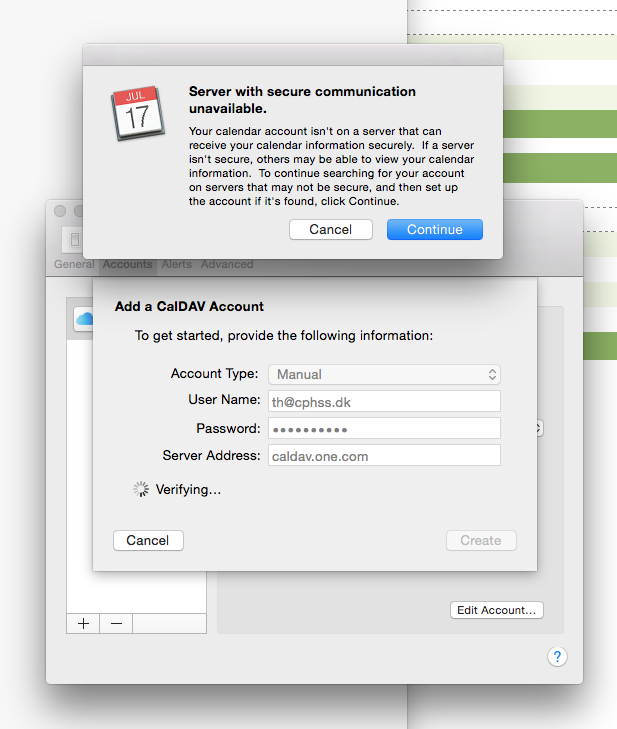 JUL
17
Server with secure communication
unavailable.
Your calendar account isn't on a server that can
receive your calendar information securely. If a server
isn't secure, others may be able to view your calendar
information. To continue searching for your account
on servers that may not be secure, and then set up
the account if it's found, click Continue.
Cancel Continue
General Accounts Alerts Advanced
Add a CalDAV Account
To get started, provide the following information:
Account Type: Manual
User Name: th@cphss.dk
Password: ••••••••••
Server Address: caldav.one.com
Verifying...
Cancel Create
Edit Account...
+ − 
?